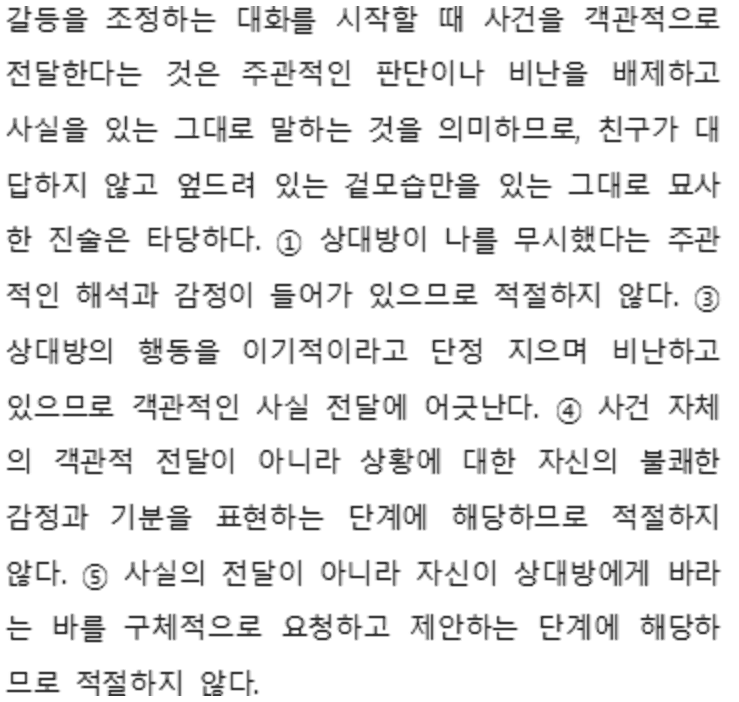 갈등을 조정하는 대화를 시작할 때 사건을 객관적으로
전달한다는 것은 주관적인 판단이나 비난을 배제하고
사실을 있는 그대로 말하는 것을 의미하므로, 친구가 대
답하지 않고 엎드려 있는 겉모습만을 있는 그대로 묘사
한 진술은 타당하다. ① 상대방이 나를 무시했다는 주관
적인 해석과 감정이 들어가 있으므로 적절하지 않다. ③
상대방의 행동을 이기적이라고 단정 지으며 비난하고
있으므로 객관적인 사실 전달에 어긋난다. ④ 사건 자체
의 객관적 전달이 아니라 상황에 대한 자신의 불쾌한
감정과 기분을 표현하는 단계에 해당하므로 적절하지
않다. ⑤ 사실의 전달이 아니라 자신이 상대방에게 바라
는 바를 구체적으로 요청하고 제안하는 단계에 해당하
므로 적절하지 않다.